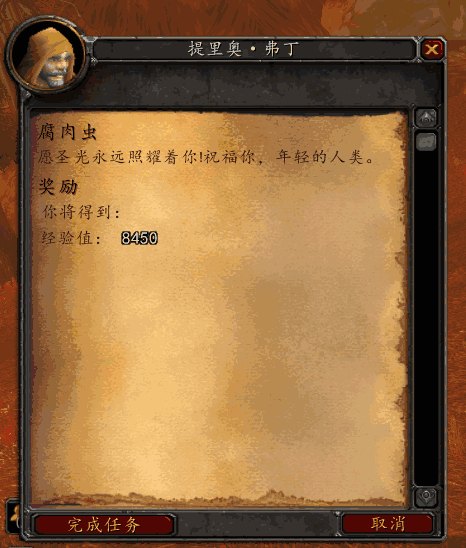 提里奥·弗丁
腐肉虫
愿圣光永远照耀着你!祝福你，年轻的人类。
奖励
你将得到：
经验值： 8450
完成任务
取消